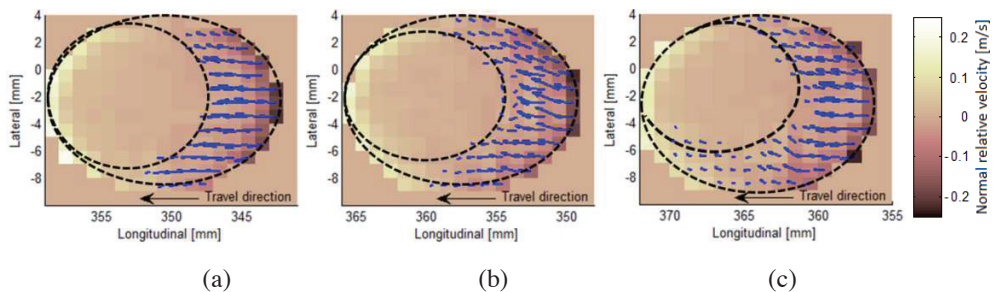 4
2
0
-2
-4
-6
-8
Lateral [mm]
Travel direction
355
350
345
Longitudinal [mm]
(a)
4
2
0
-2
-4
-6
-8
Lateral [mm]
Travel direction
365
360
355
350
Longitudinal [mm]
(b)
4
2
0
-2
-4
-6
-8
Lateral [mm]
Travel direction
370
365
360
355
Longitudinal [mm]
(c)
0.2
0.1
0
-0.1
-0.2
Normal relative velocity [m/s]